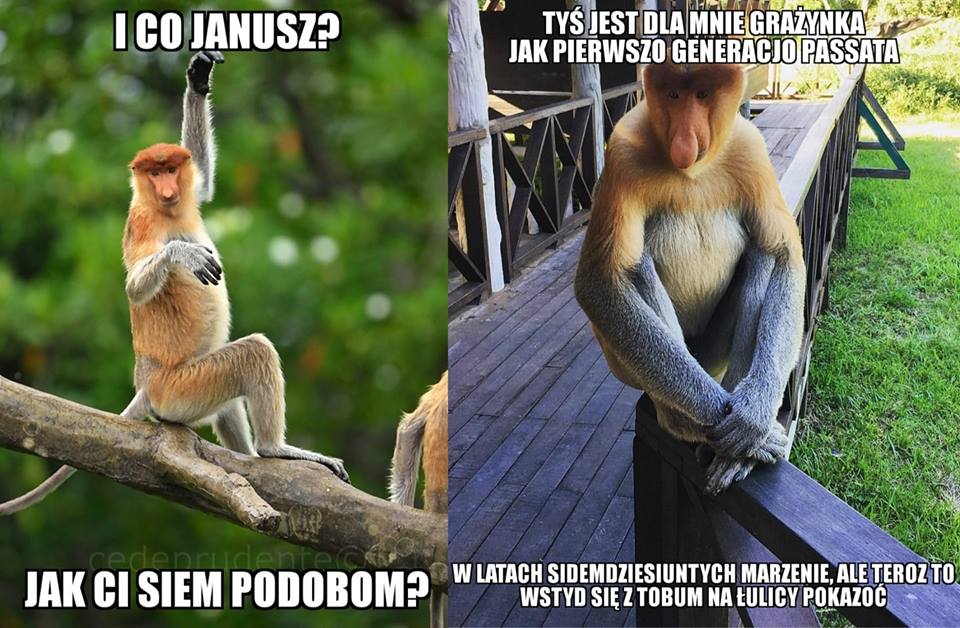 I CO JANUSZ?
JAK CI SIEM PODOBOM?
TYŚ JEST DLA MNIE GRAŻYNKA
JAK PIERWSZO GENERACJO PASSATA
W LATACH SIDEMDZIESIUNTYCH MARZENIE, ALE TEROZ TO
WSTYD SIĘ Z TOBUM NA ŁULICY POKAZOĆ
cedeprudente@